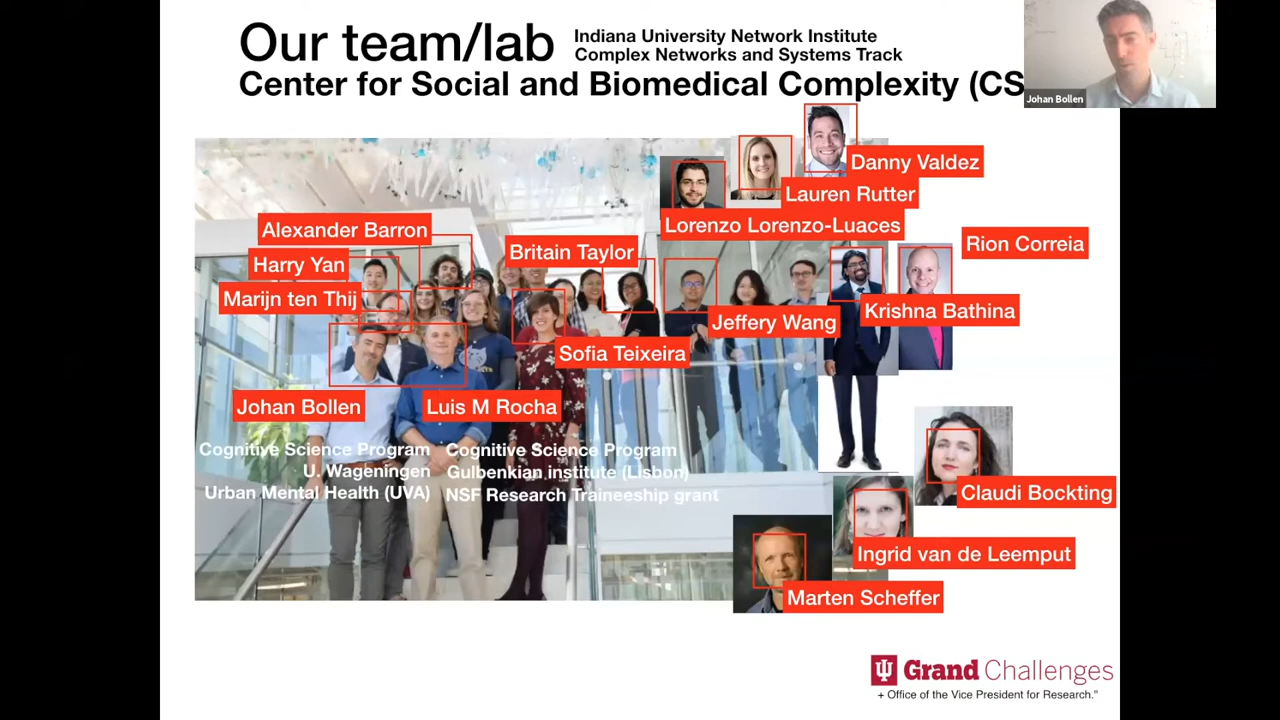 Our team/lab
Indiana University Network Institute
Complex Networks and Systems Track
Center for Social and Biomedical Complexity (CS
Johan Bollen
Danny Valdez
Lauren Rutter
Lorenzo Lorenzo-Luaces
Alexander Barron
Rion Correia
Britain Taylor
Harry Yan
Marijn ten Thij
Krishna Bathina
Jeffery Wang
Sofia Teixeira
Johan Bollen
Luis M Rocha
Cognitive Science Program
U. Wageningen
Urban Mental Health (UVA)
Cognitive Science Program
Gulbenkian institute (Lisbon)
NSF Research Traineeship grant
Claudi Bockting
Ingrid van de Leemput
Marten Scheffer
Grand Challenges
+ Office of the Vice President for Research."